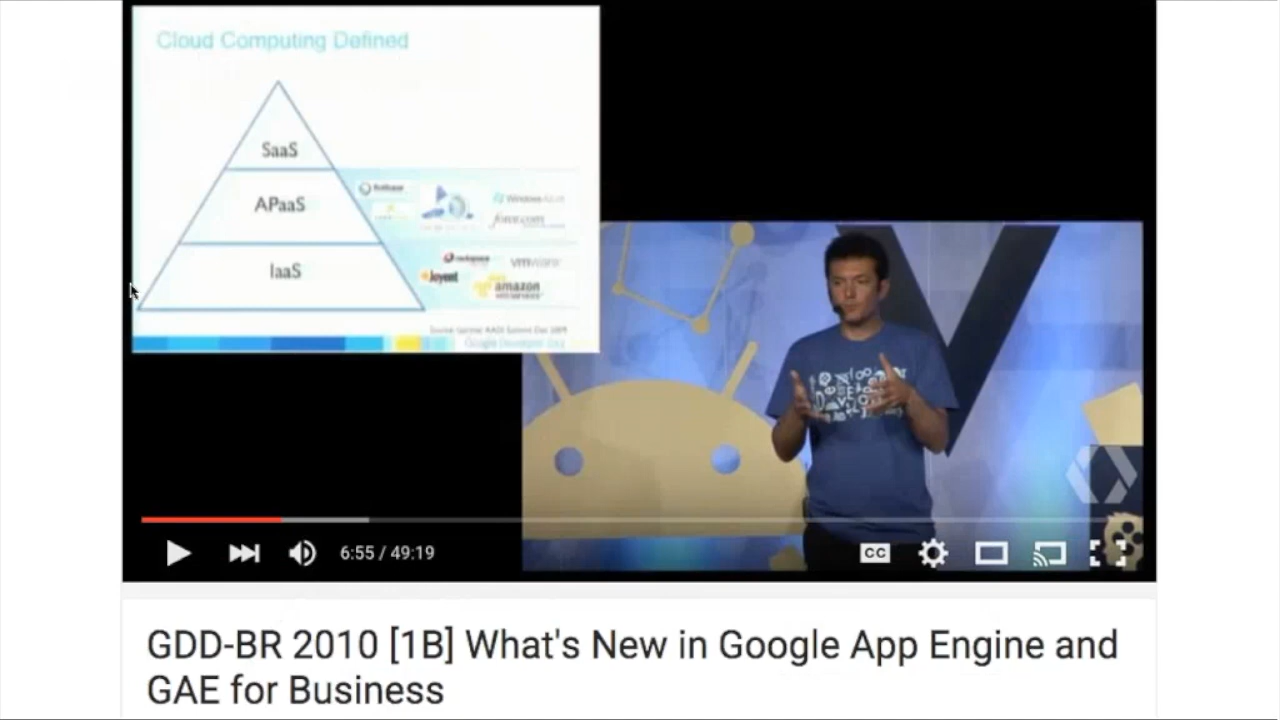 Cloud Computing Defined
SaaS
APaaS
IaaS
rackspace
vmware
Joyent
amazon
Windows Azure
force.com
6:55 / 49:19
CC
GDD-BR 2010 [1B] What's New in Google App Engine and
GAE for Business